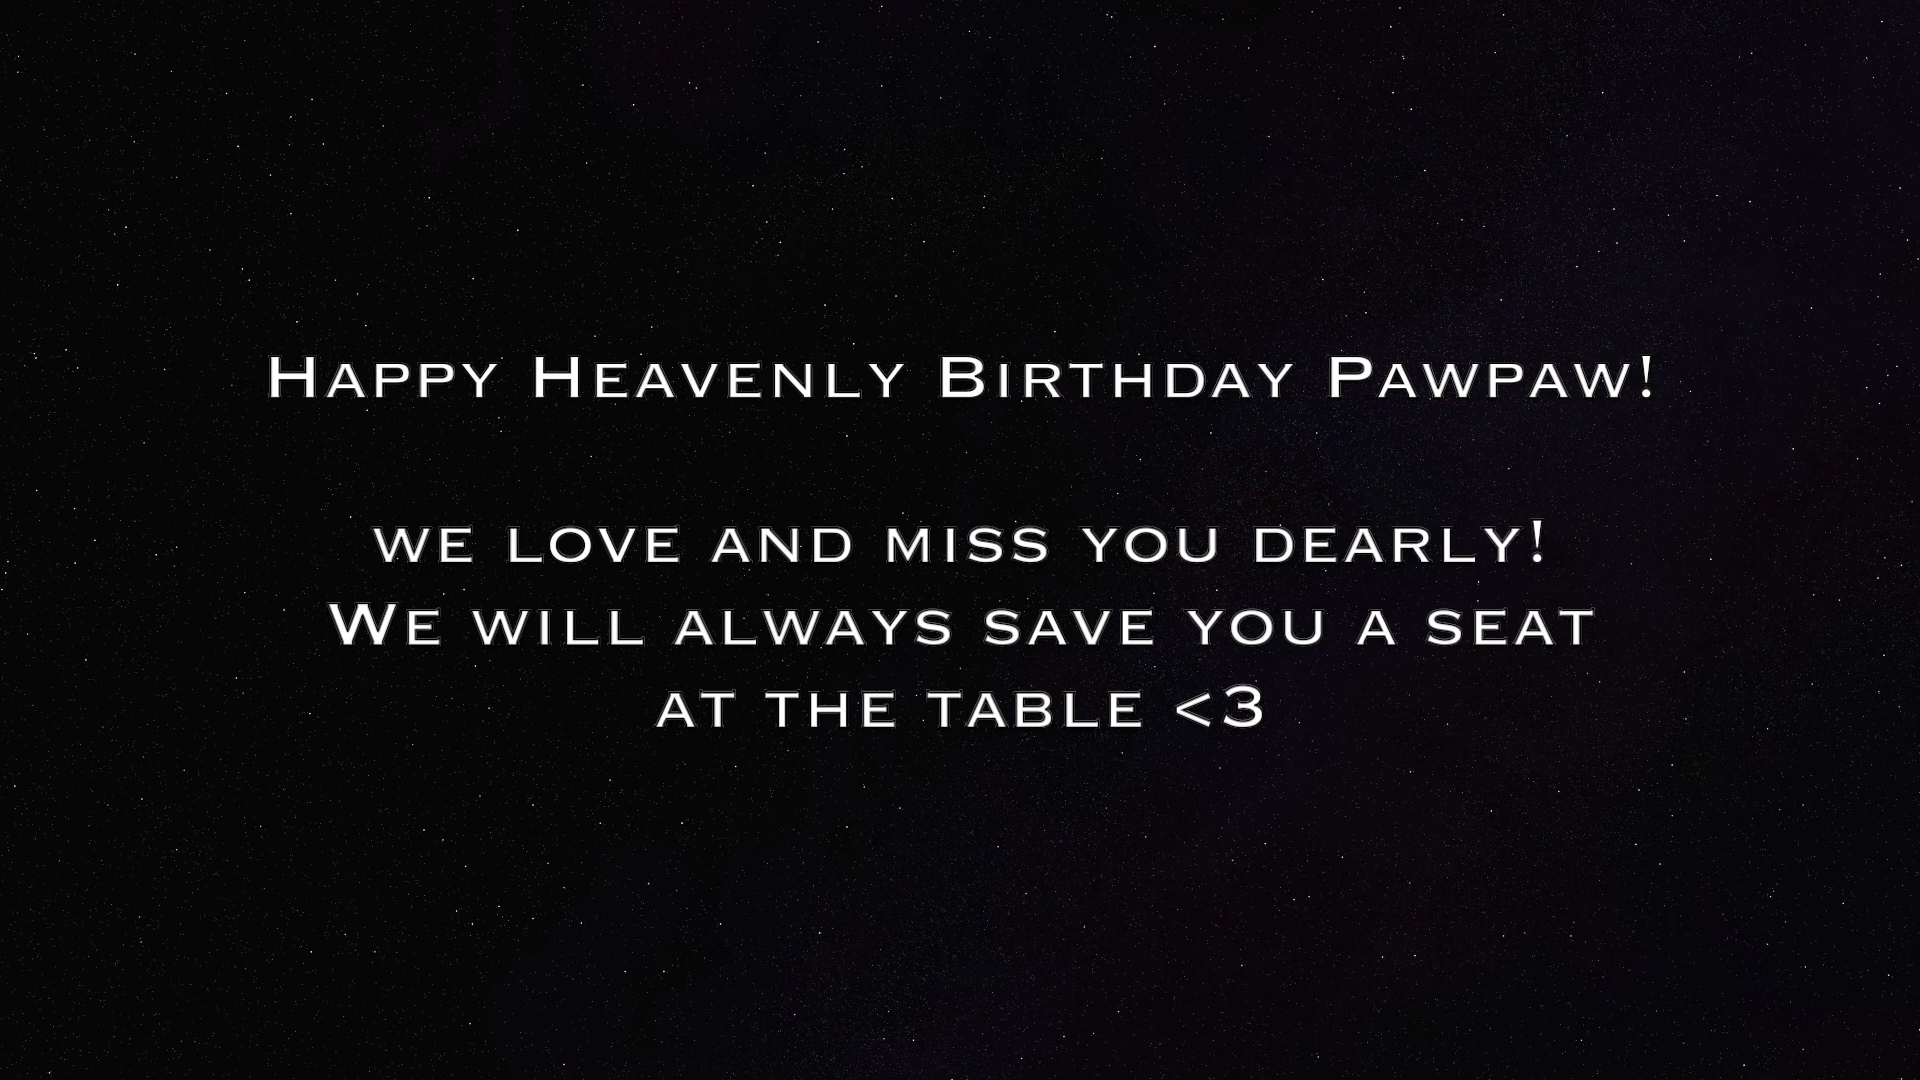 Happy Heavenly Birthday Pawpaw!
we love and miss you dearly!
We will always save you a seat
at the table <3